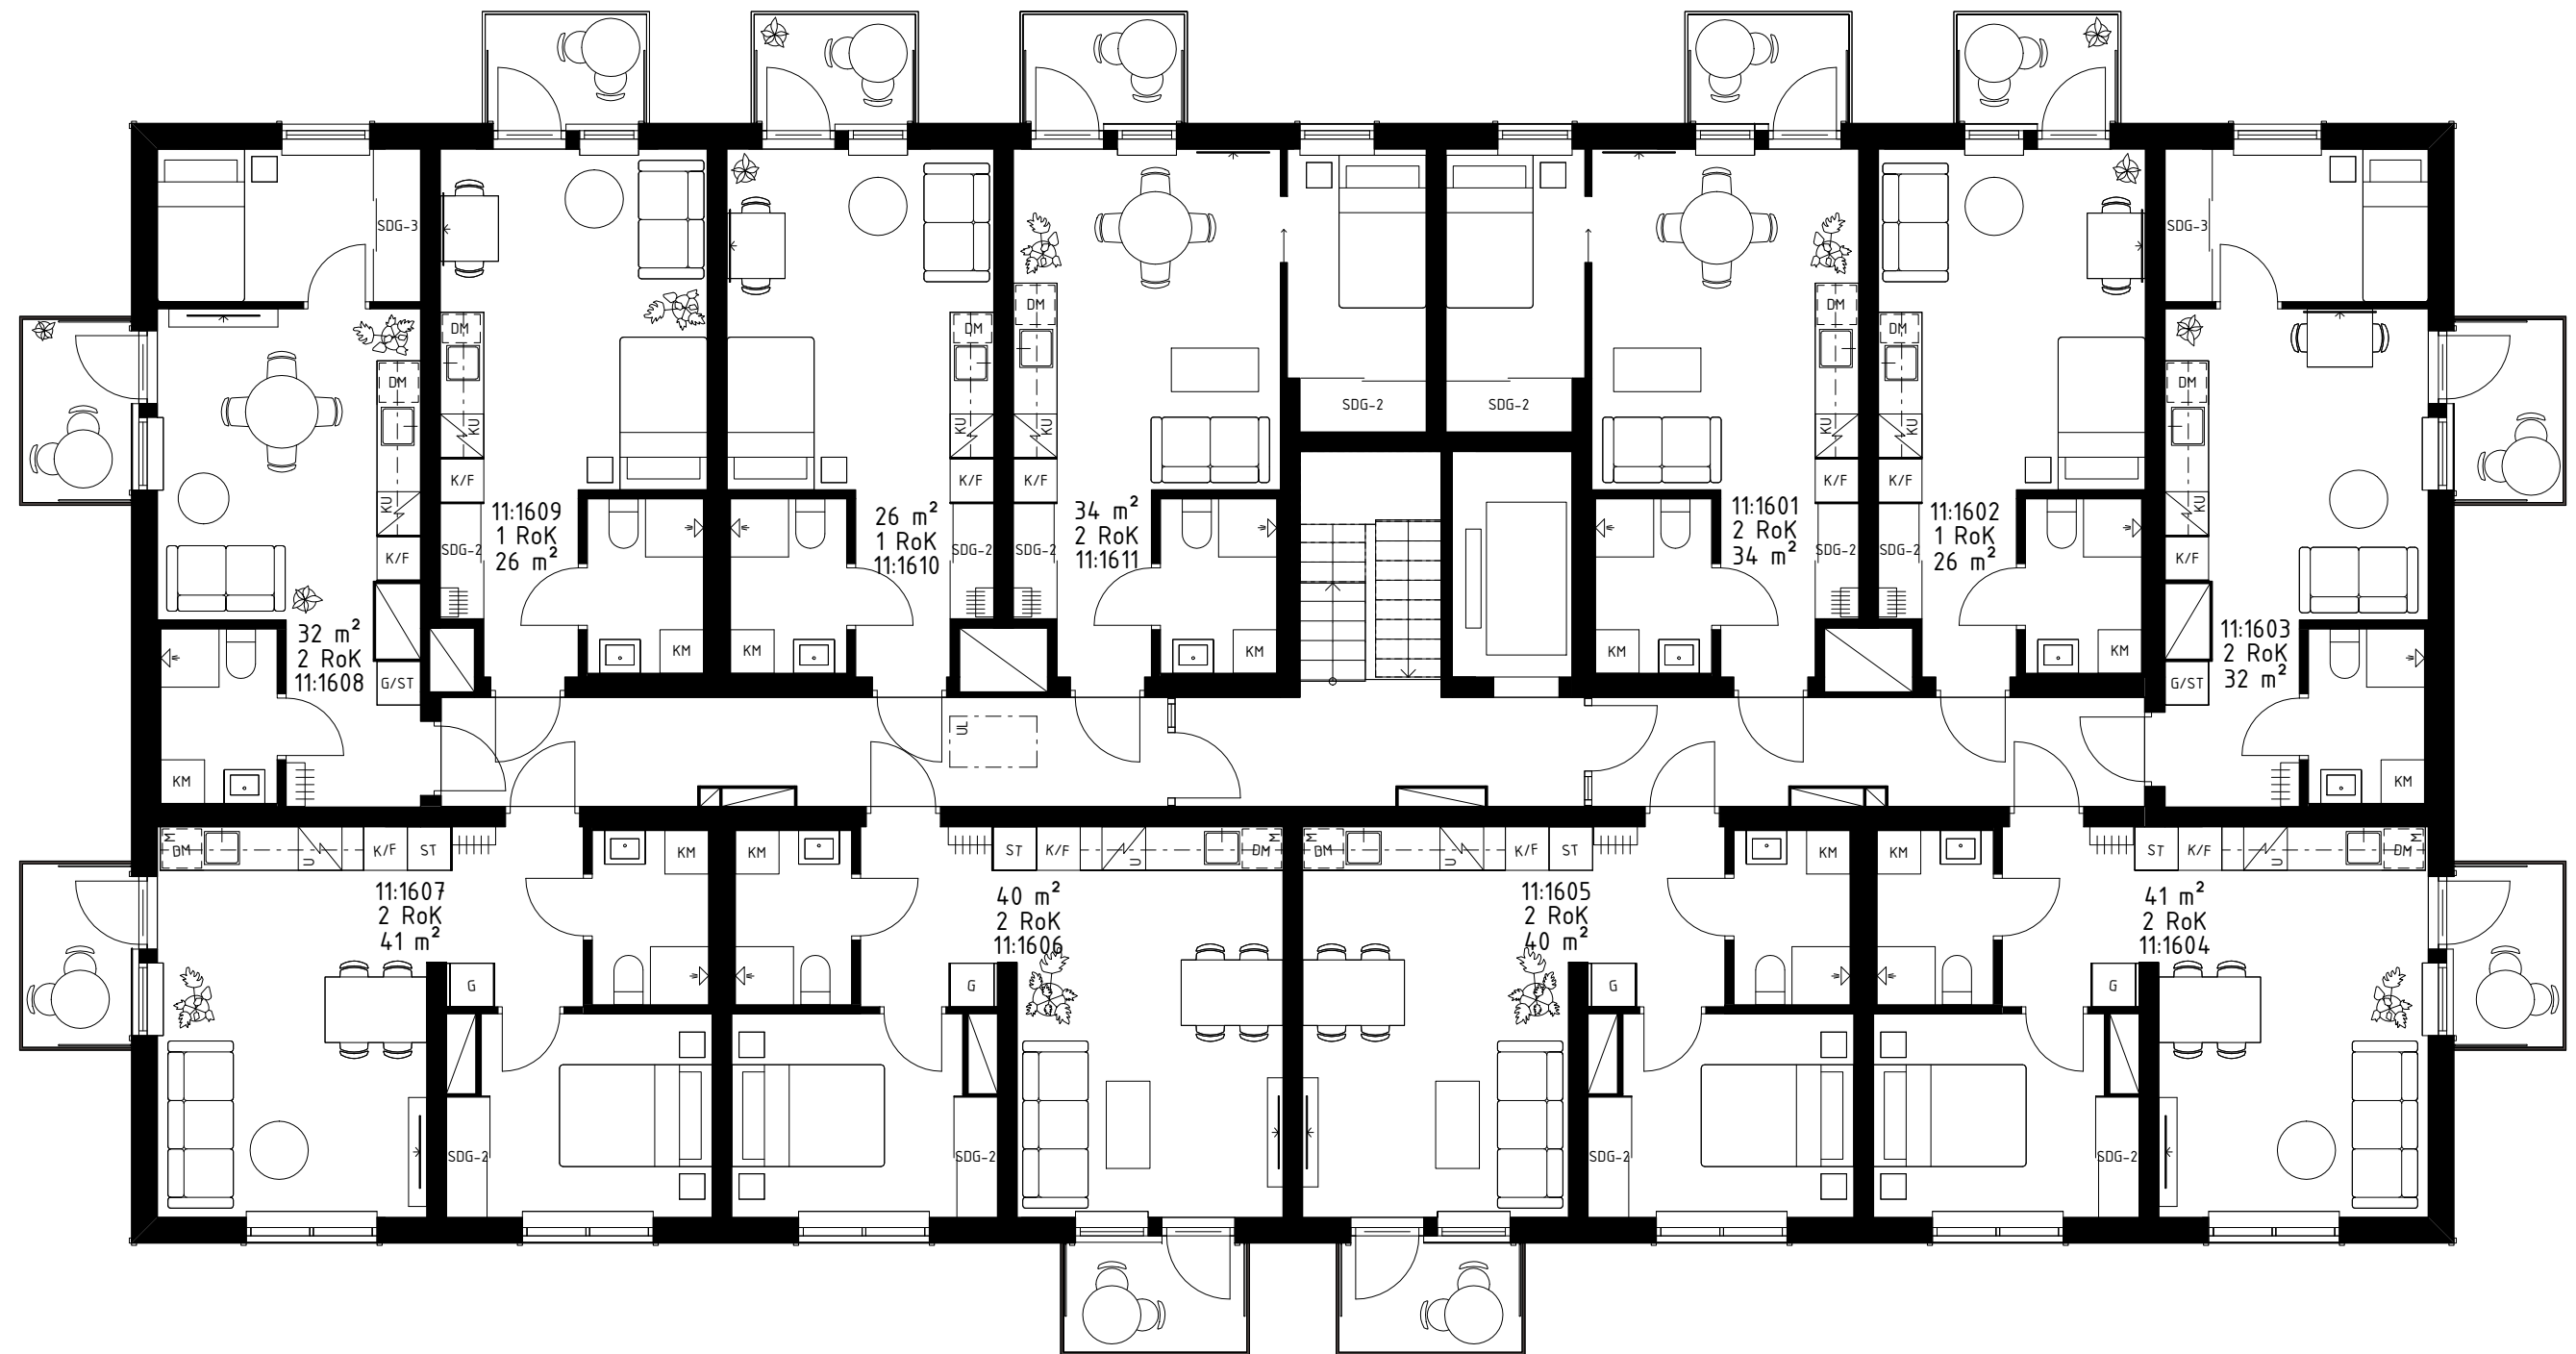 SDG-3
SDG-3
DM
DM
DM
DM
DM
DM
DM
SDG-2
SDG-2
KU
KU
KU
KU
KU
KU
KU
K/F
K/F
K/F
K/F
K/F
K/F
K/F
11:1609
1 RoK
26 m²
26 m²
1 RoK
11:1610
34 m²
2 RoK
11:1611
11:1601
2 RoK
34 m²
11:1602
1 RoK
26 m²
SDG-2
SDG-2
SDG-2
SDG-2
SDG-2
32 m²
2 RoK
11:1608
11:1603
2 RoK
32 m²
KM
KM
KM
KM
KM
G/ST
G/ST
UL
KM
KM
DM
M
U
K/F
ST
KM
KM
ST
K/F
U
DM
M
DM
M
U
K/F
ST
KM
KM
ST
K/F
U
DM
M
11:1607
2 RoK
41 m²
40 m²
2 RoK
11:1606
11:1605
2 RoK
40 m²
41 m²
2 RoK
11:1604
G
G
G
G
SDG-2
SDG-2
SDG-2
SDG-2